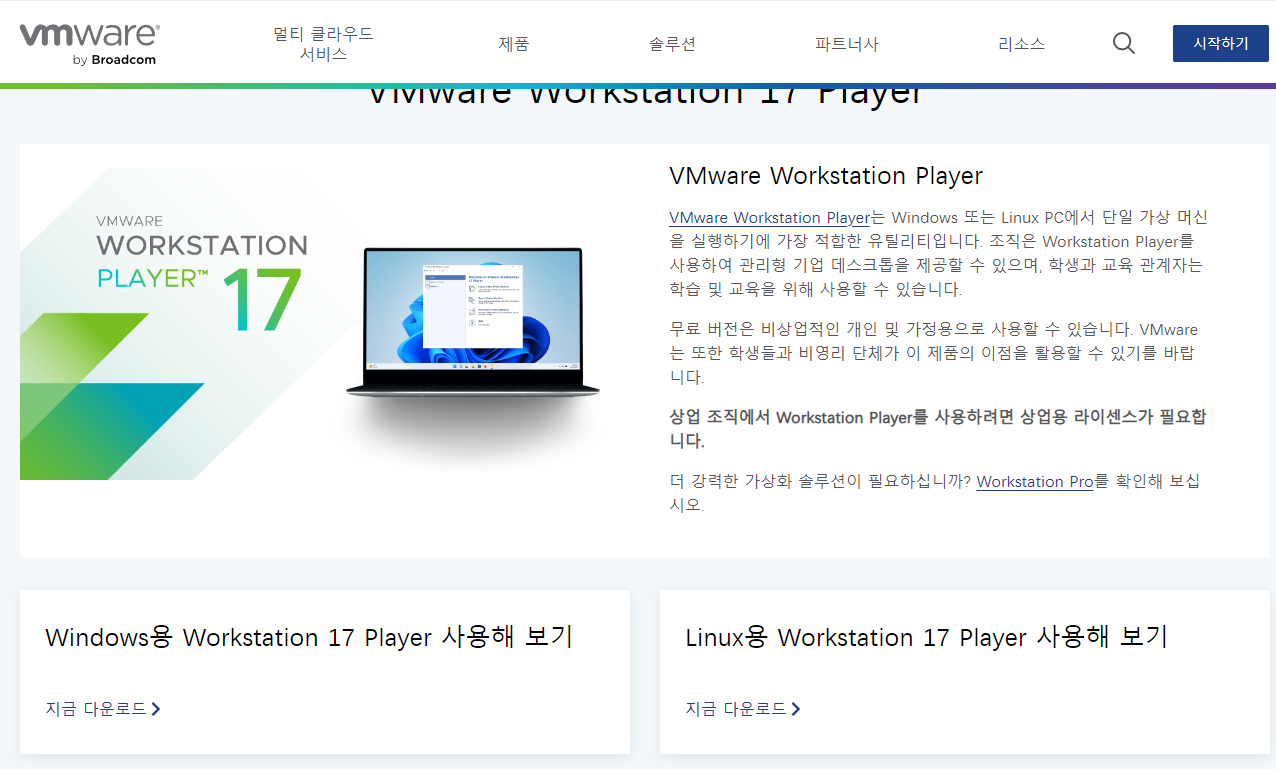 vmware®
by Broadcom
멀티 클라우드
서비스
제품
솔루션
파트너사
리소스
시작하기
VMware Workstation 17 Player
VMWARE
WORKSTATION
PLAYER™ 17
VMware Workstation Player
VMware Workstation Player는 Windows 또는 Linux PC에서 단일 가상 머신
을 실행하기에 가장 적합한 유틸리티입니다. 조직은 Workstation Player를
사용하여 관리형 기업 데스크톱을 제공할 수 있으며, 학생과 교육 관계자는
학습 및 교육을 위해 사용할 수 있습니다.
무료 버전은 비상업적인 개인 및 가정용으로 사용할 수 있습니다. VMware
는 또한 학생들과 비영리 단체가 이 제품의 이점을 활용할 수 있기를 바랍
니다.
상업 조직에서 Workstation Player를 사용하려면 상업용 라이센스가 필요합
니다.
더 강력한 가상화 솔루션이 필요하십니까? Workstation Pro를 확인해 보십
시오.
Windows용 Workstation 17 Player 사용해 보기
지금 다운로드
Linux용 Workstation 17 Player 사용해 보기
지금 다운로드